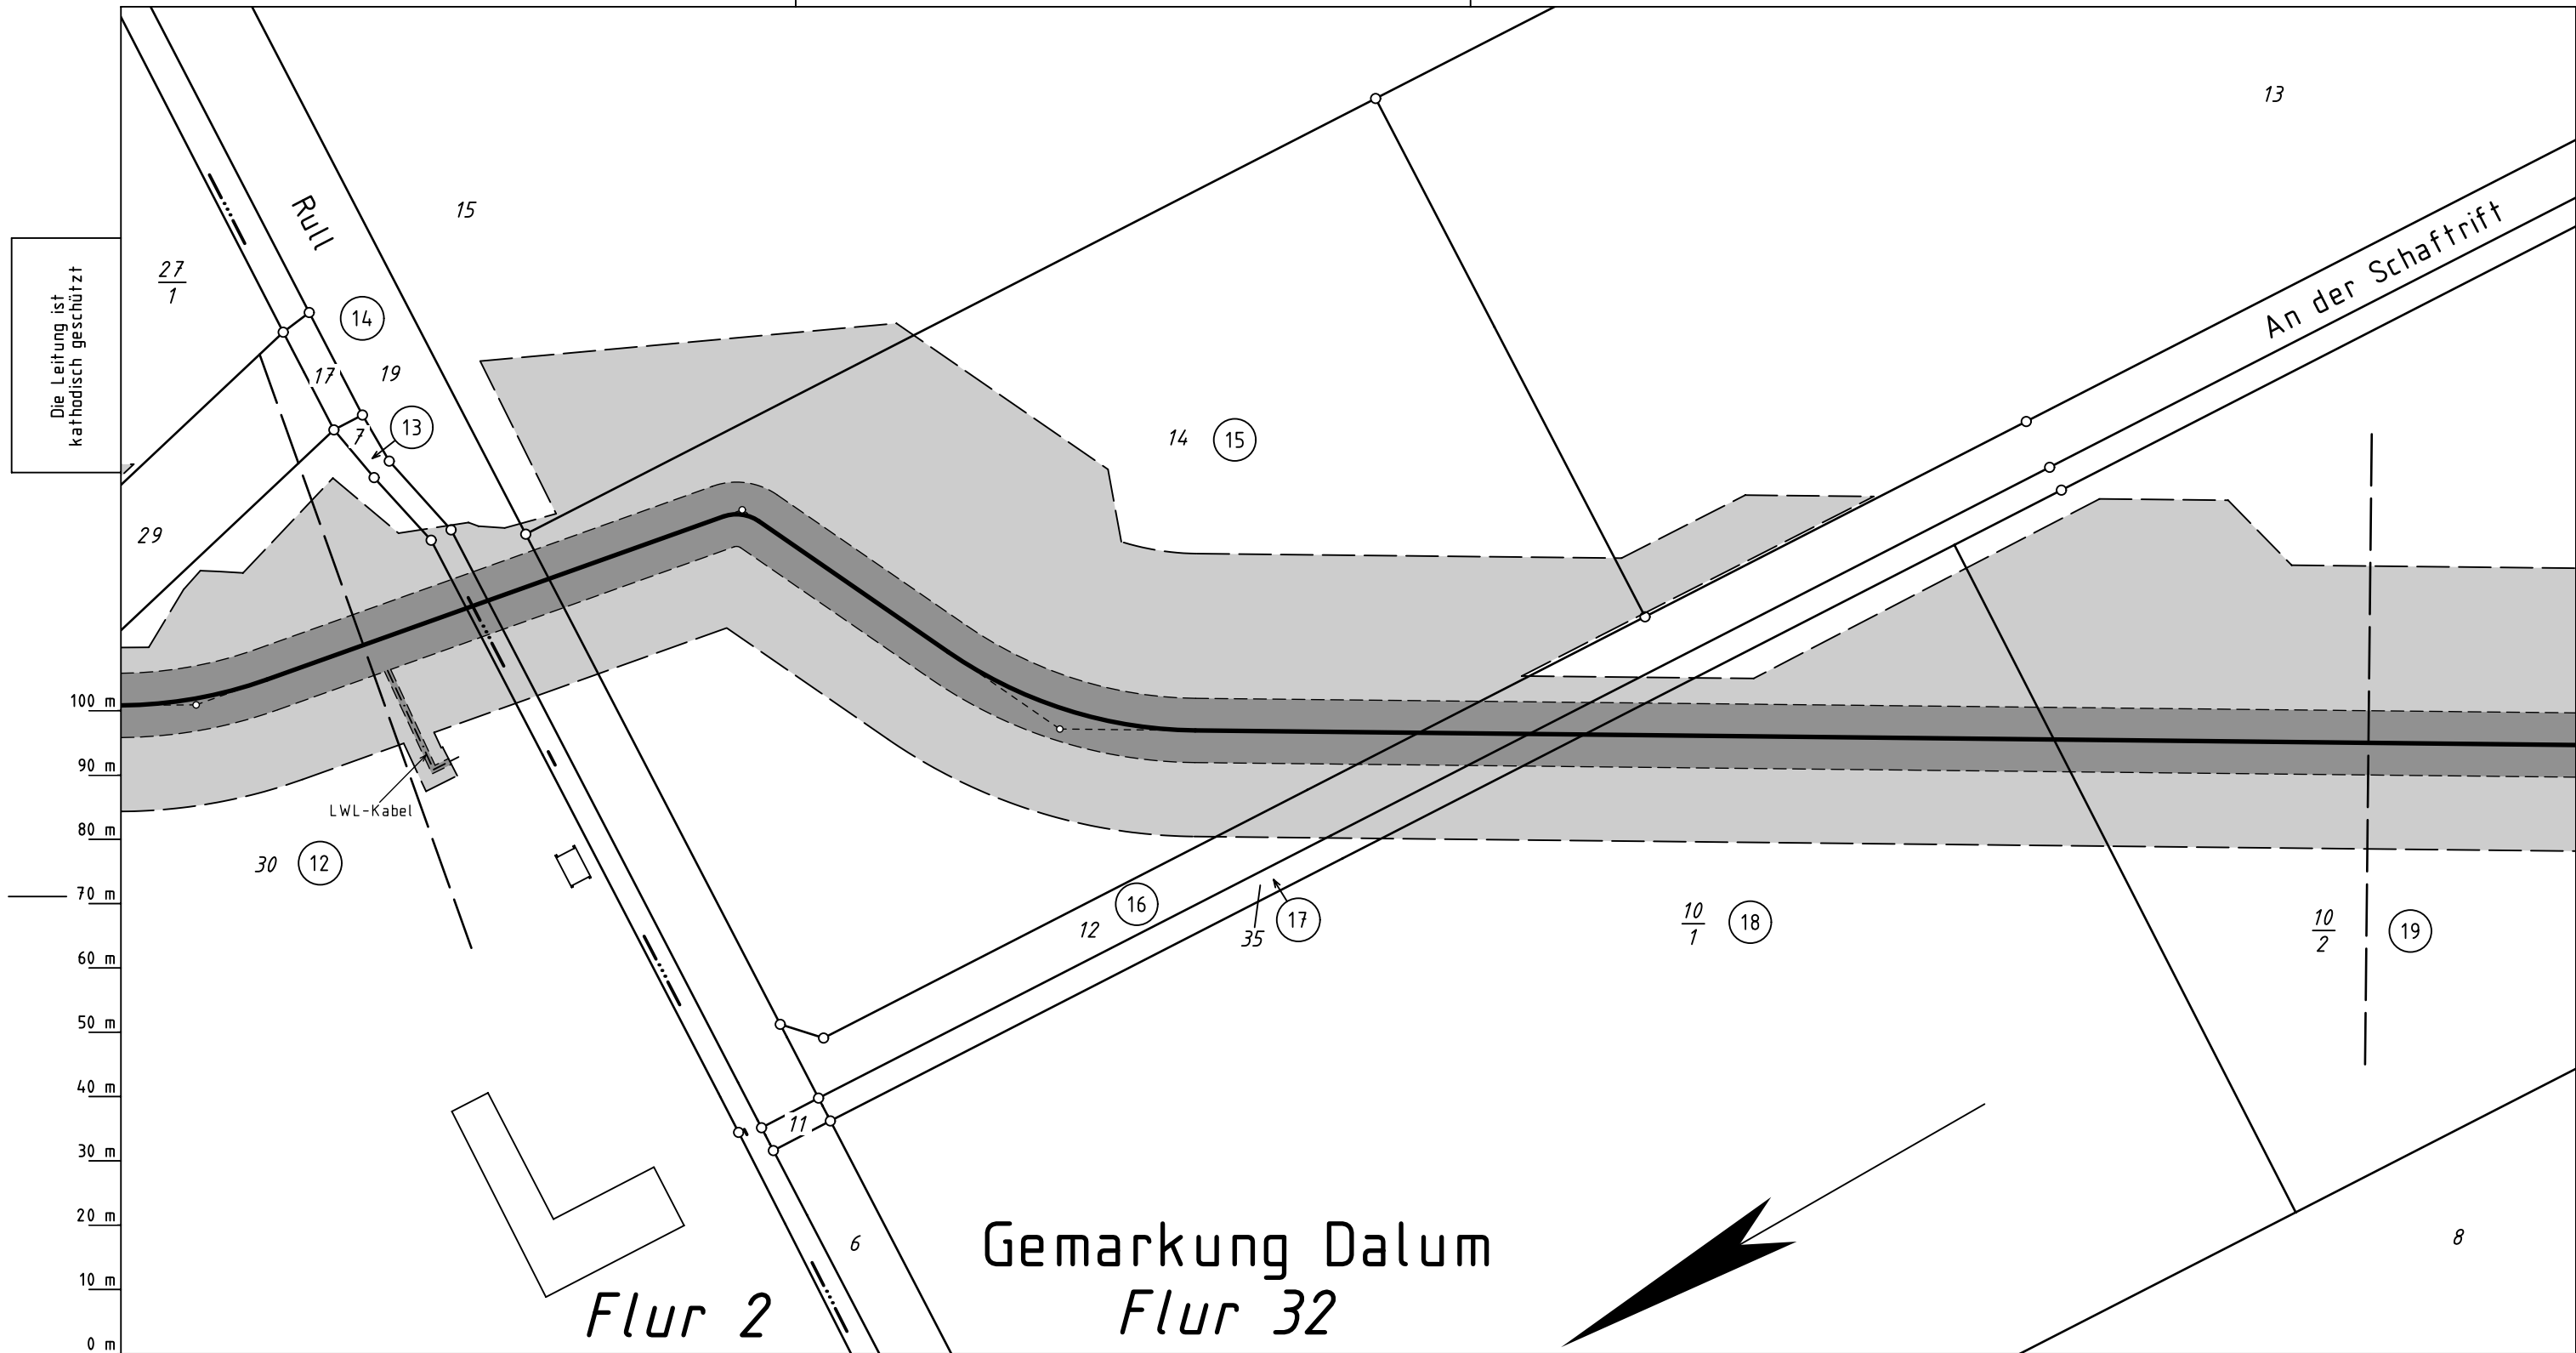 13
Rull
15
An der Schaftrift
27
1
Die Leitung ist
kathodisch geschützt
14
17
19
13
7
14
15
29
100 m
90 m
LWL-Kabel
80 m
30
12
70 m
12
16
35
17
10
1
18
10
2
19
60 m
50 m
40 m
11
30 m
20 m
6
Gemarkung Dalum
8
10 m
Flur 2
Flur 32
0 m